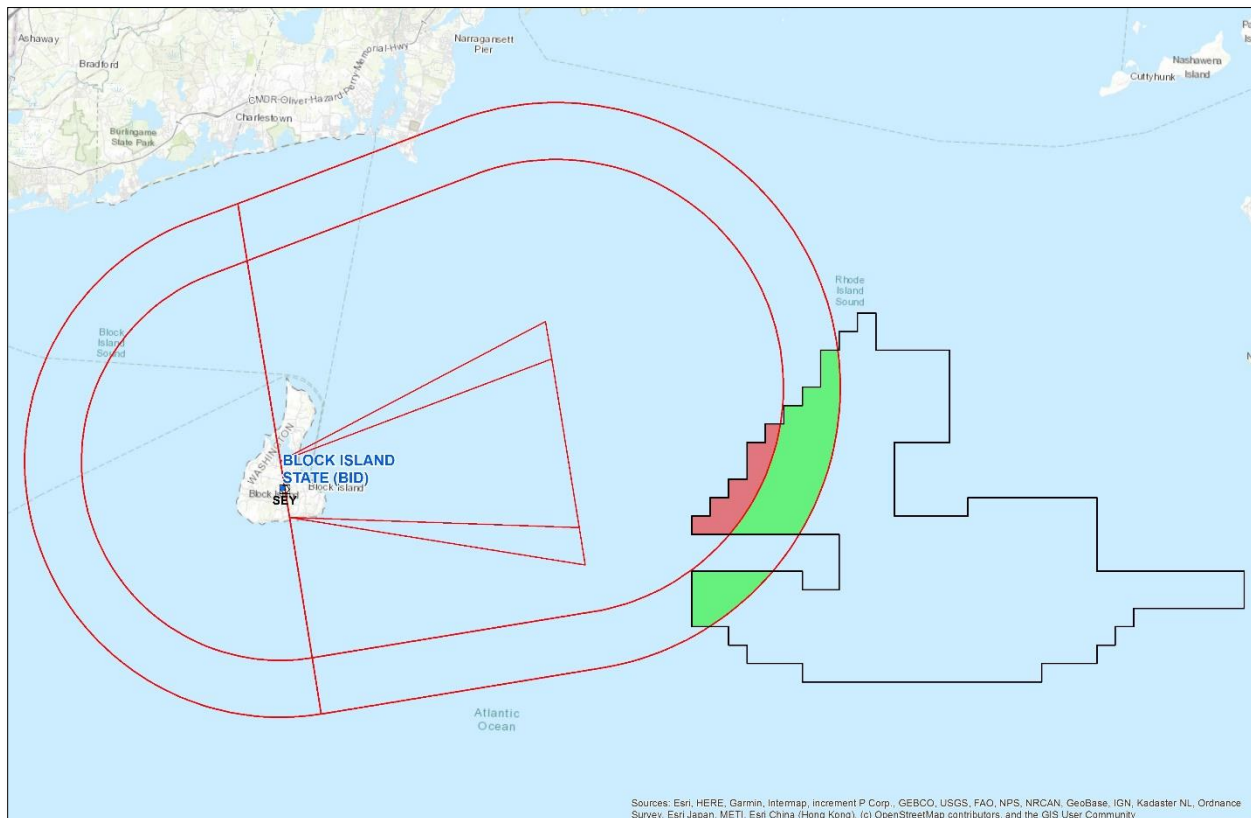 Ashaway
Bradford
Narragansett
Pier
CMDR-Oliver-Hazard-Perry-Memorial-Hwy
Charlestown
Burlingame
State Park
Nashawena
Island
Cuttyhunk
Rhode
Island
Sound
Block
Island
Sound
WASHINGTON
BLOCK ISLAND
STATE (BID)
Block Island
SEY
Atlantic
Ocean
Sources: Esri, HERE, Garmin, Intermap, increment P Corp., GEBCO, USGS, FAO, NPS, NRCAN, GeoBase, IGN, Kadaster NL, Ordnance
Survey, Esri Japan, METI, Esri China (Hong Kong), (c) OpenStreetMap contributors, and the GIS User Community